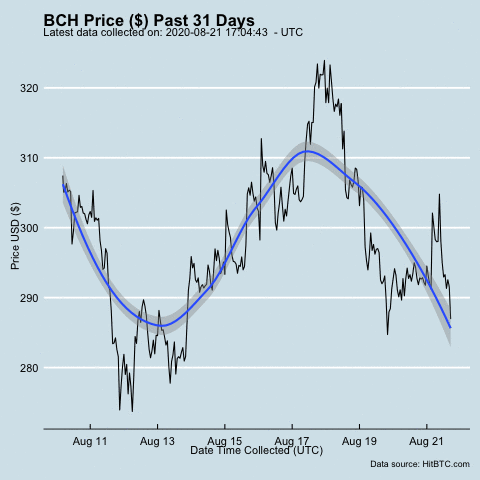 BCH Price ($) Past 31 Days
Latest data collected on: 2020-08-21 17:04:43  - UTC
320
310
300
290
280
Price USD ($)
Aug 11 Aug 13 Aug 15 Aug 17 Aug 19 Aug 21
Date Time Collected (UTC)
Data source: HitBTC.com